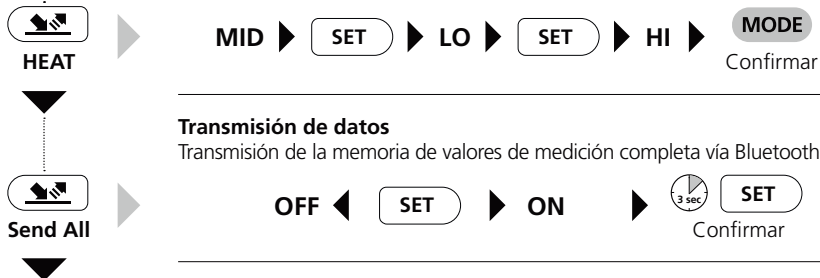 HEAT
MID SET LO SET HI MODE
Confirmar
Transmisión de datos
Transmisión de la memoria de valores de medición completa vía Bluetooth
Send All
OFF SET ON 3 sec SET
Confirmar